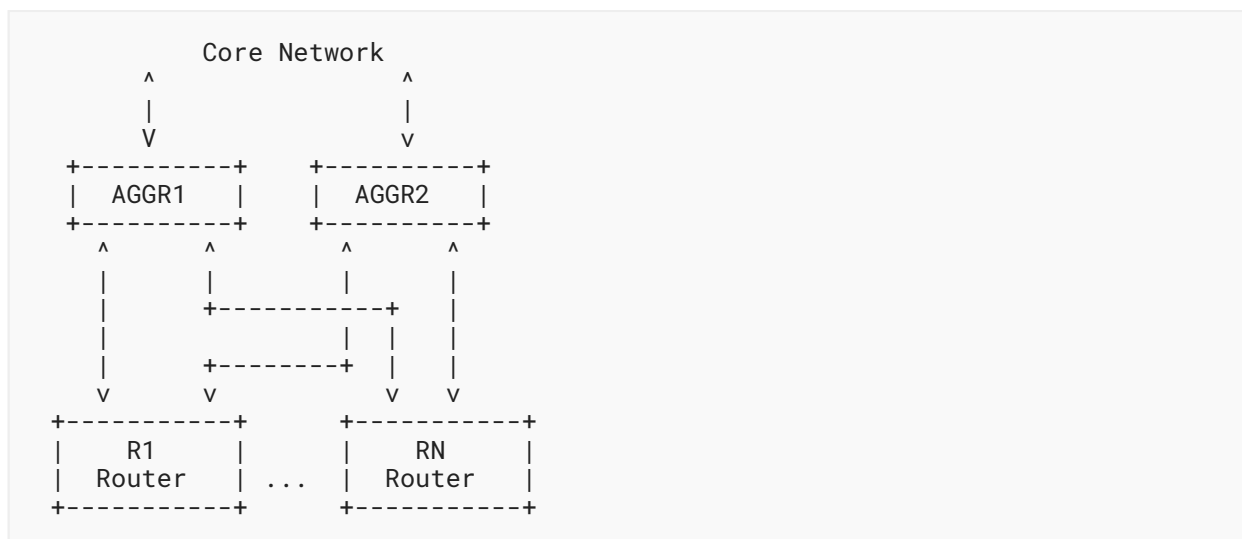 Core Network
^ ^
| |
V v
+----------+ +----------+
| AGGR1 | | AGGR2 |
+----------+ +----------+
^ ^ ^ ^
| | | |
| +-----------+ |
| | | |
| +--------+ | |
v v v v
+-----------+ +-----------+
| R1 | | RN |
| Router | ... | Router |
+-----------+ +-----------+